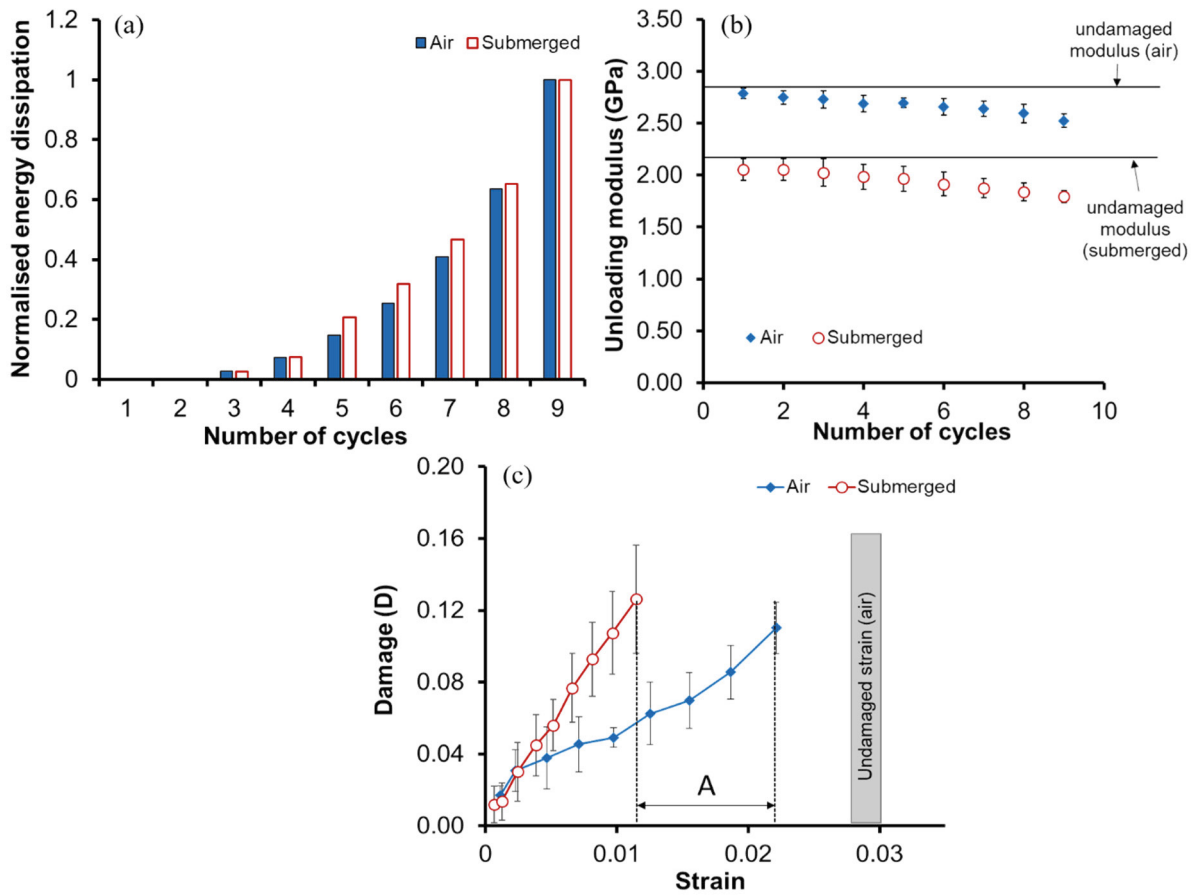 (a)
Air Submerged
Normalised energy dissipation
1.2
1
0.8
0.6
0.4
0.2
0
1 2 3 4 5 6 7 8 9
Number of cycles
(b)
undamaged
modulus (air)
Unloading modulus (GPa)
3.50
3.00
2.50
2.00
1.50
1.00
0.50
0.00
undamaged
modulus
(submerged)
Air Submerged
0 2 4 6 8 10
Number of cycles
(c)
Air Submerged
Damage (D)
0.20
0.16
0.12
0.08
0.04
0.00
A
Undamaged strain (air)
0 0.01 0.02 0.03
Strain